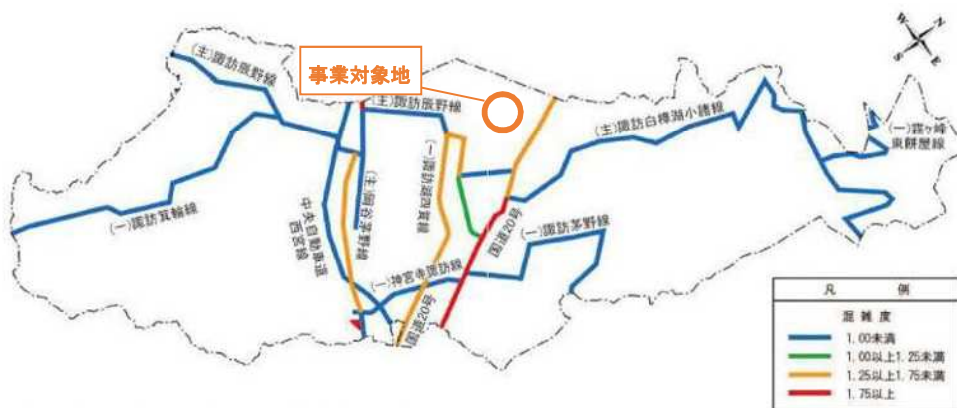 事業対象地
(主)諏訪辰野線
(主)諏訪辰野線
(主)諏訪白樺湖小諸線
(一)霧ヶ峰
東餅屋線
(一)諏訪湖四賀線
(主)岡谷茅野線
(一)諏訪箕輪線
中央自動車道
西宮線
国道20号
(一)諏訪茅野線
(一)神宮寺諏訪線
国道20号
N
E
S
凡 例
混雑度
1.00未満
1.00以上1.25未満
1.25以上1.75未満
1.75以上